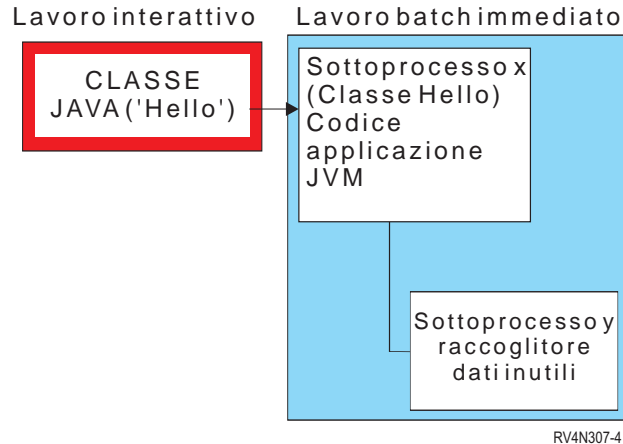 Lavoro interattivo
Lavoro batch immediato
CLASSE
JAVA('Hello')
Sottoprocesso x
(Classe Hello)
Codice
applicazione
JVM
Sottoprocesso y
raccoglitore
dati inutili
RV4N307-4